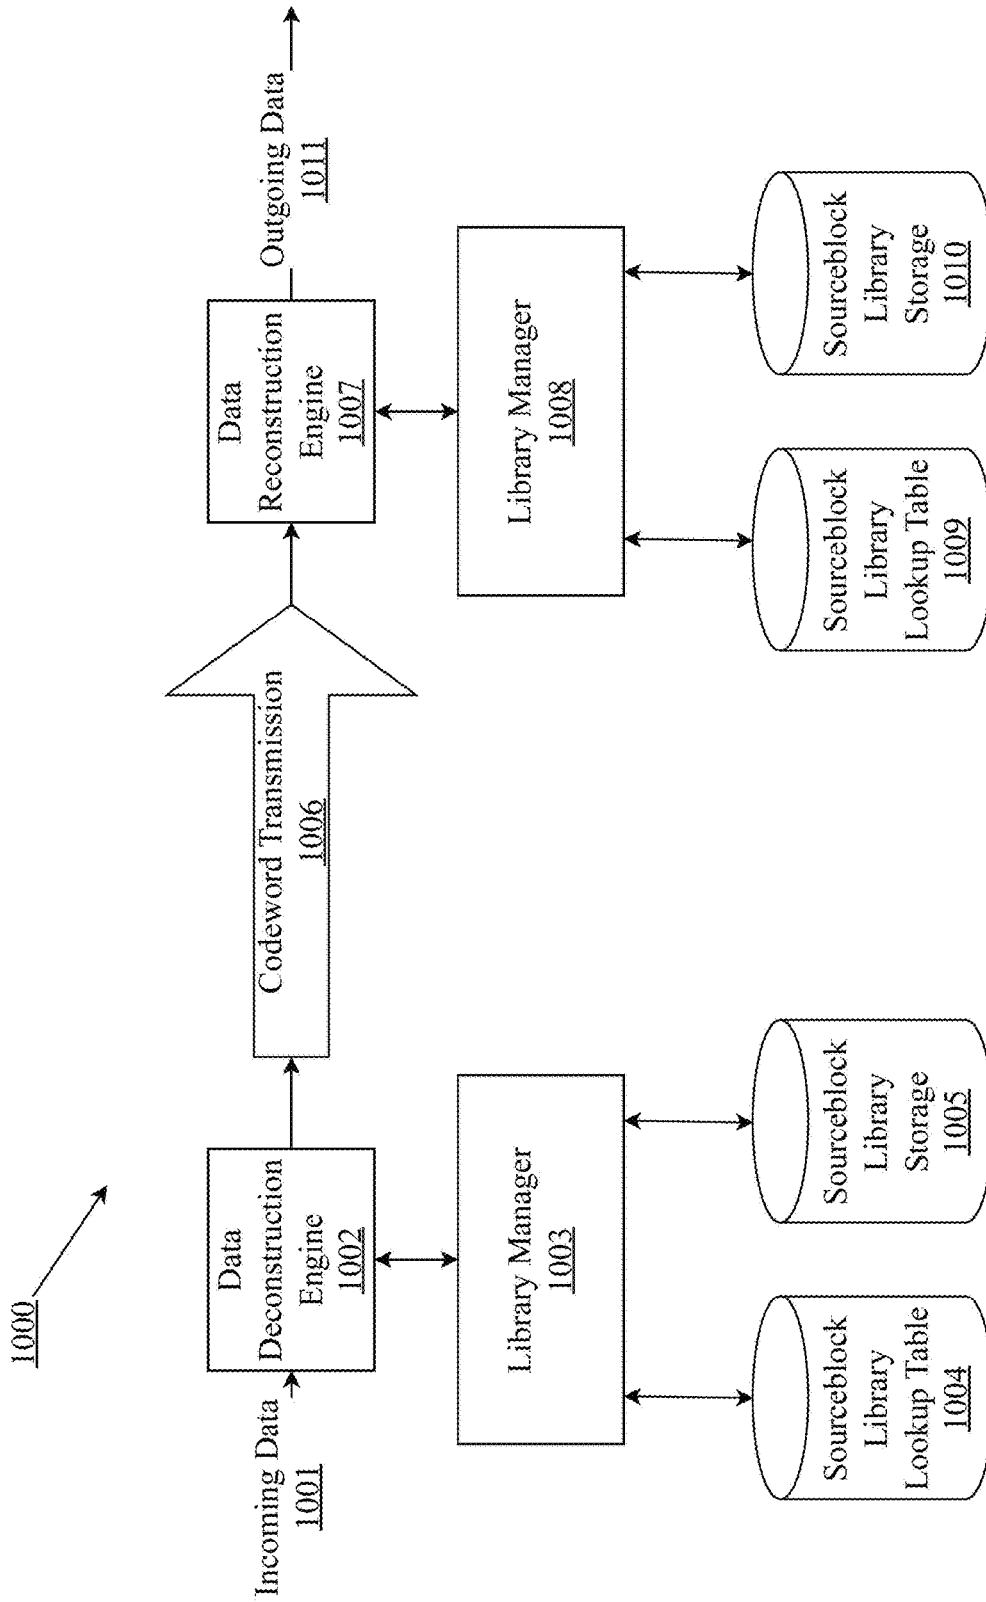 1000
Incoming Data
1001
Data
Deconstruction
Engine
1002
Codeword Transmission
1006
Data
Reconstruction
Engine
1007
Outgoing Data
1011
Library Manager
1003
Library Manager
1008
Sourceblock
Library
Lookup Table
1004
Sourceblock
Library
Storage
1005
Sourceblock
Library
Lookup Table
1009
Sourceblock
Library
Storage
1010